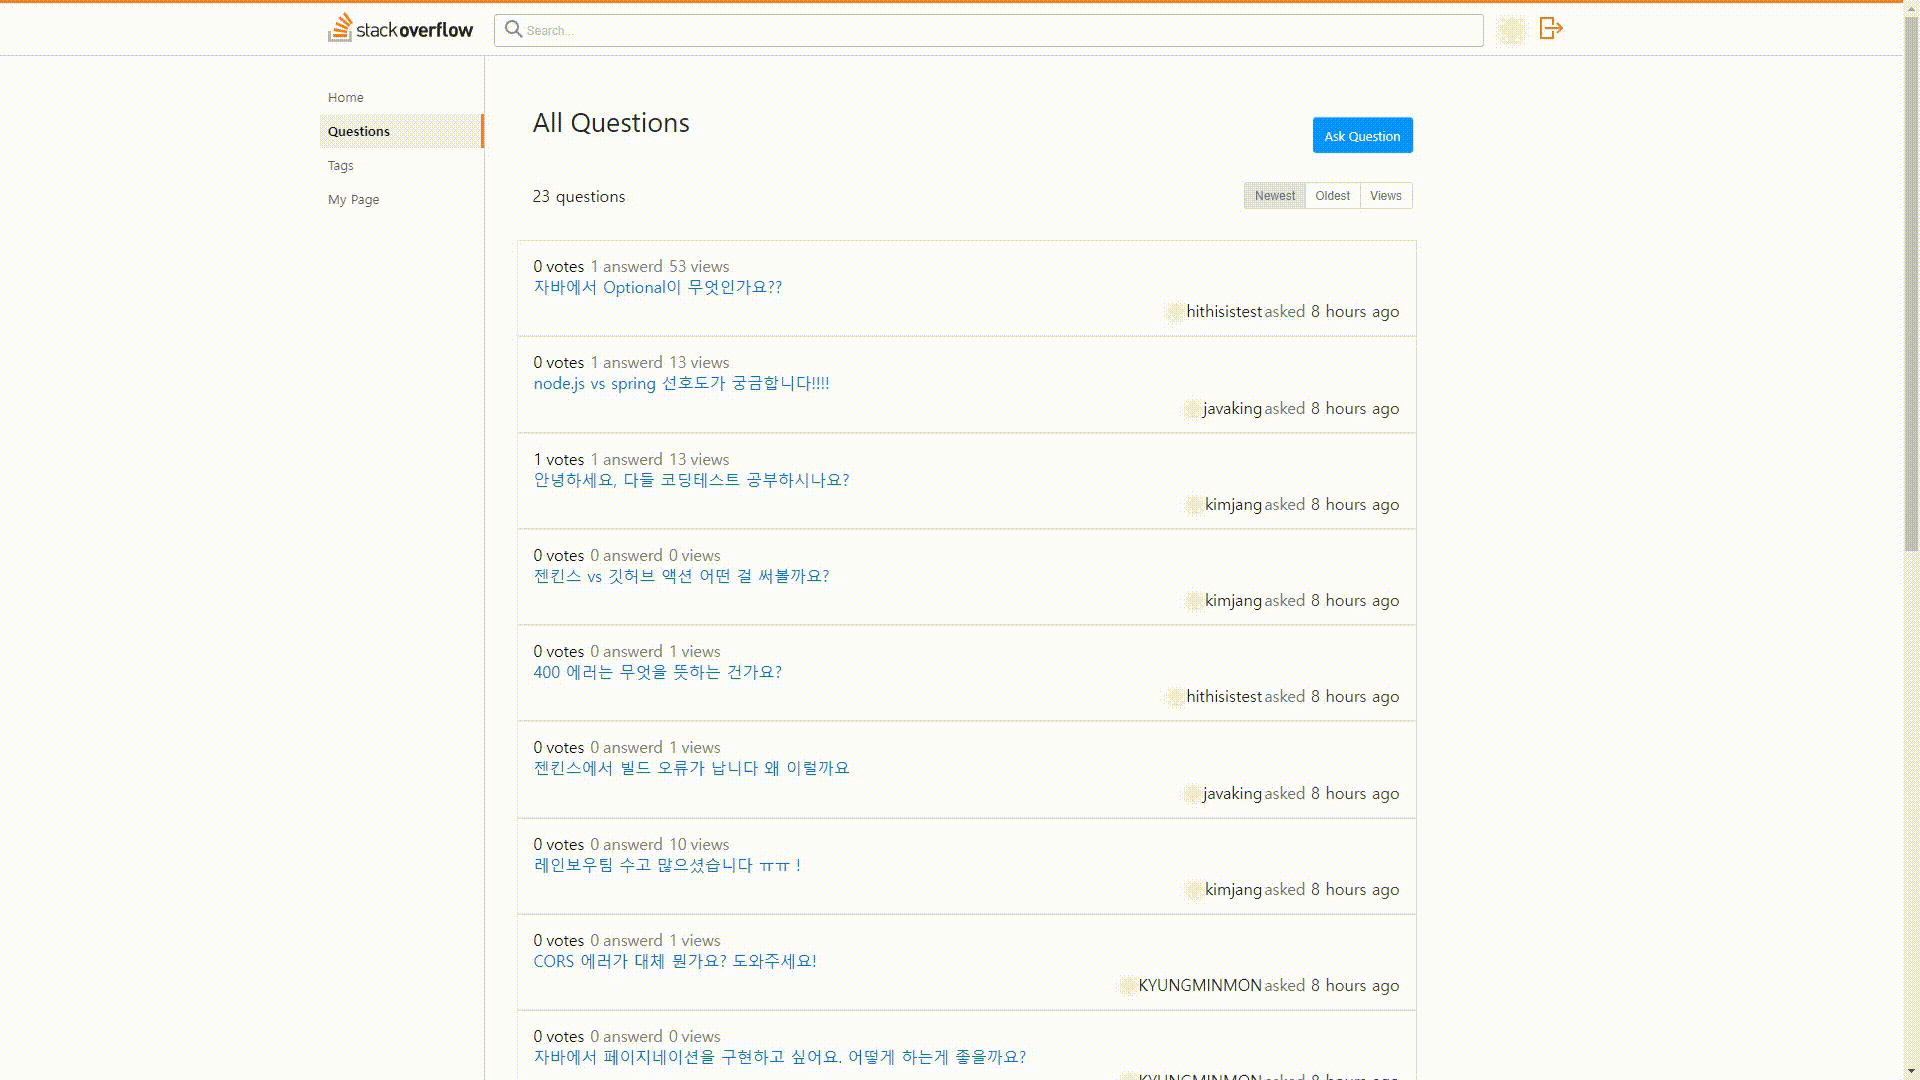 stackoverflow
Search...
Home
Questions
Tags
My Page
All Questions
Ask Question
23 questions
Newest Oldest Views
0 votes 1 answerd 53 views
자바에서 Optional이 무엇인가요??
hithisistest asked 8 hours ago
0 votes 1 answerd 13 views
node.js vs spring 선호도가 궁금합니다!!!!
javaking asked 8 hours ago
1 votes 1 answerd 13 views
안녕하세요, 다들 코딩테스트 공부하시나요?
kimjang asked 8 hours ago
0 votes 0 answerd 0 views
젠킨스 vs 깃허브 액션 어떤 걸 써볼까요?
kimjang asked 8 hours ago
0 votes 0 answerd 1 views
400 에러는 무엇을 뜻하는 건가요?
hithisistest asked 8 hours ago
0 votes 0 answerd 1 views
젠킨스에서 빌드 오류가 납니다 왜 이럴까요
javaking asked 8 hours ago
0 votes 0 answerd 10 views
레인보우팀 수고 많으셨습니다 ㅠㅠ !
kimjang asked 8 hours ago
0 votes 0 answerd 1 views
CORS 에러가 대체 뭔가요? 도와주세요!
KYUNGMINMON asked 8 hours ago
0 votes 0 answerd 0 views
자바에서 페이지네이션을 구현하고 싶어요. 어떻게 하는게 좋을까요?
KYUNGMINMON asked 8 hours ago